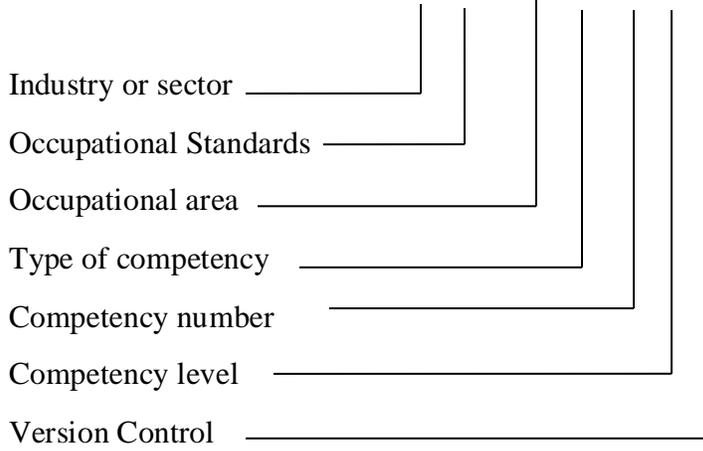 Industry or sector
Occupational Standards
Occupational area
Type of competency
Competency number
Competency level
Version Control